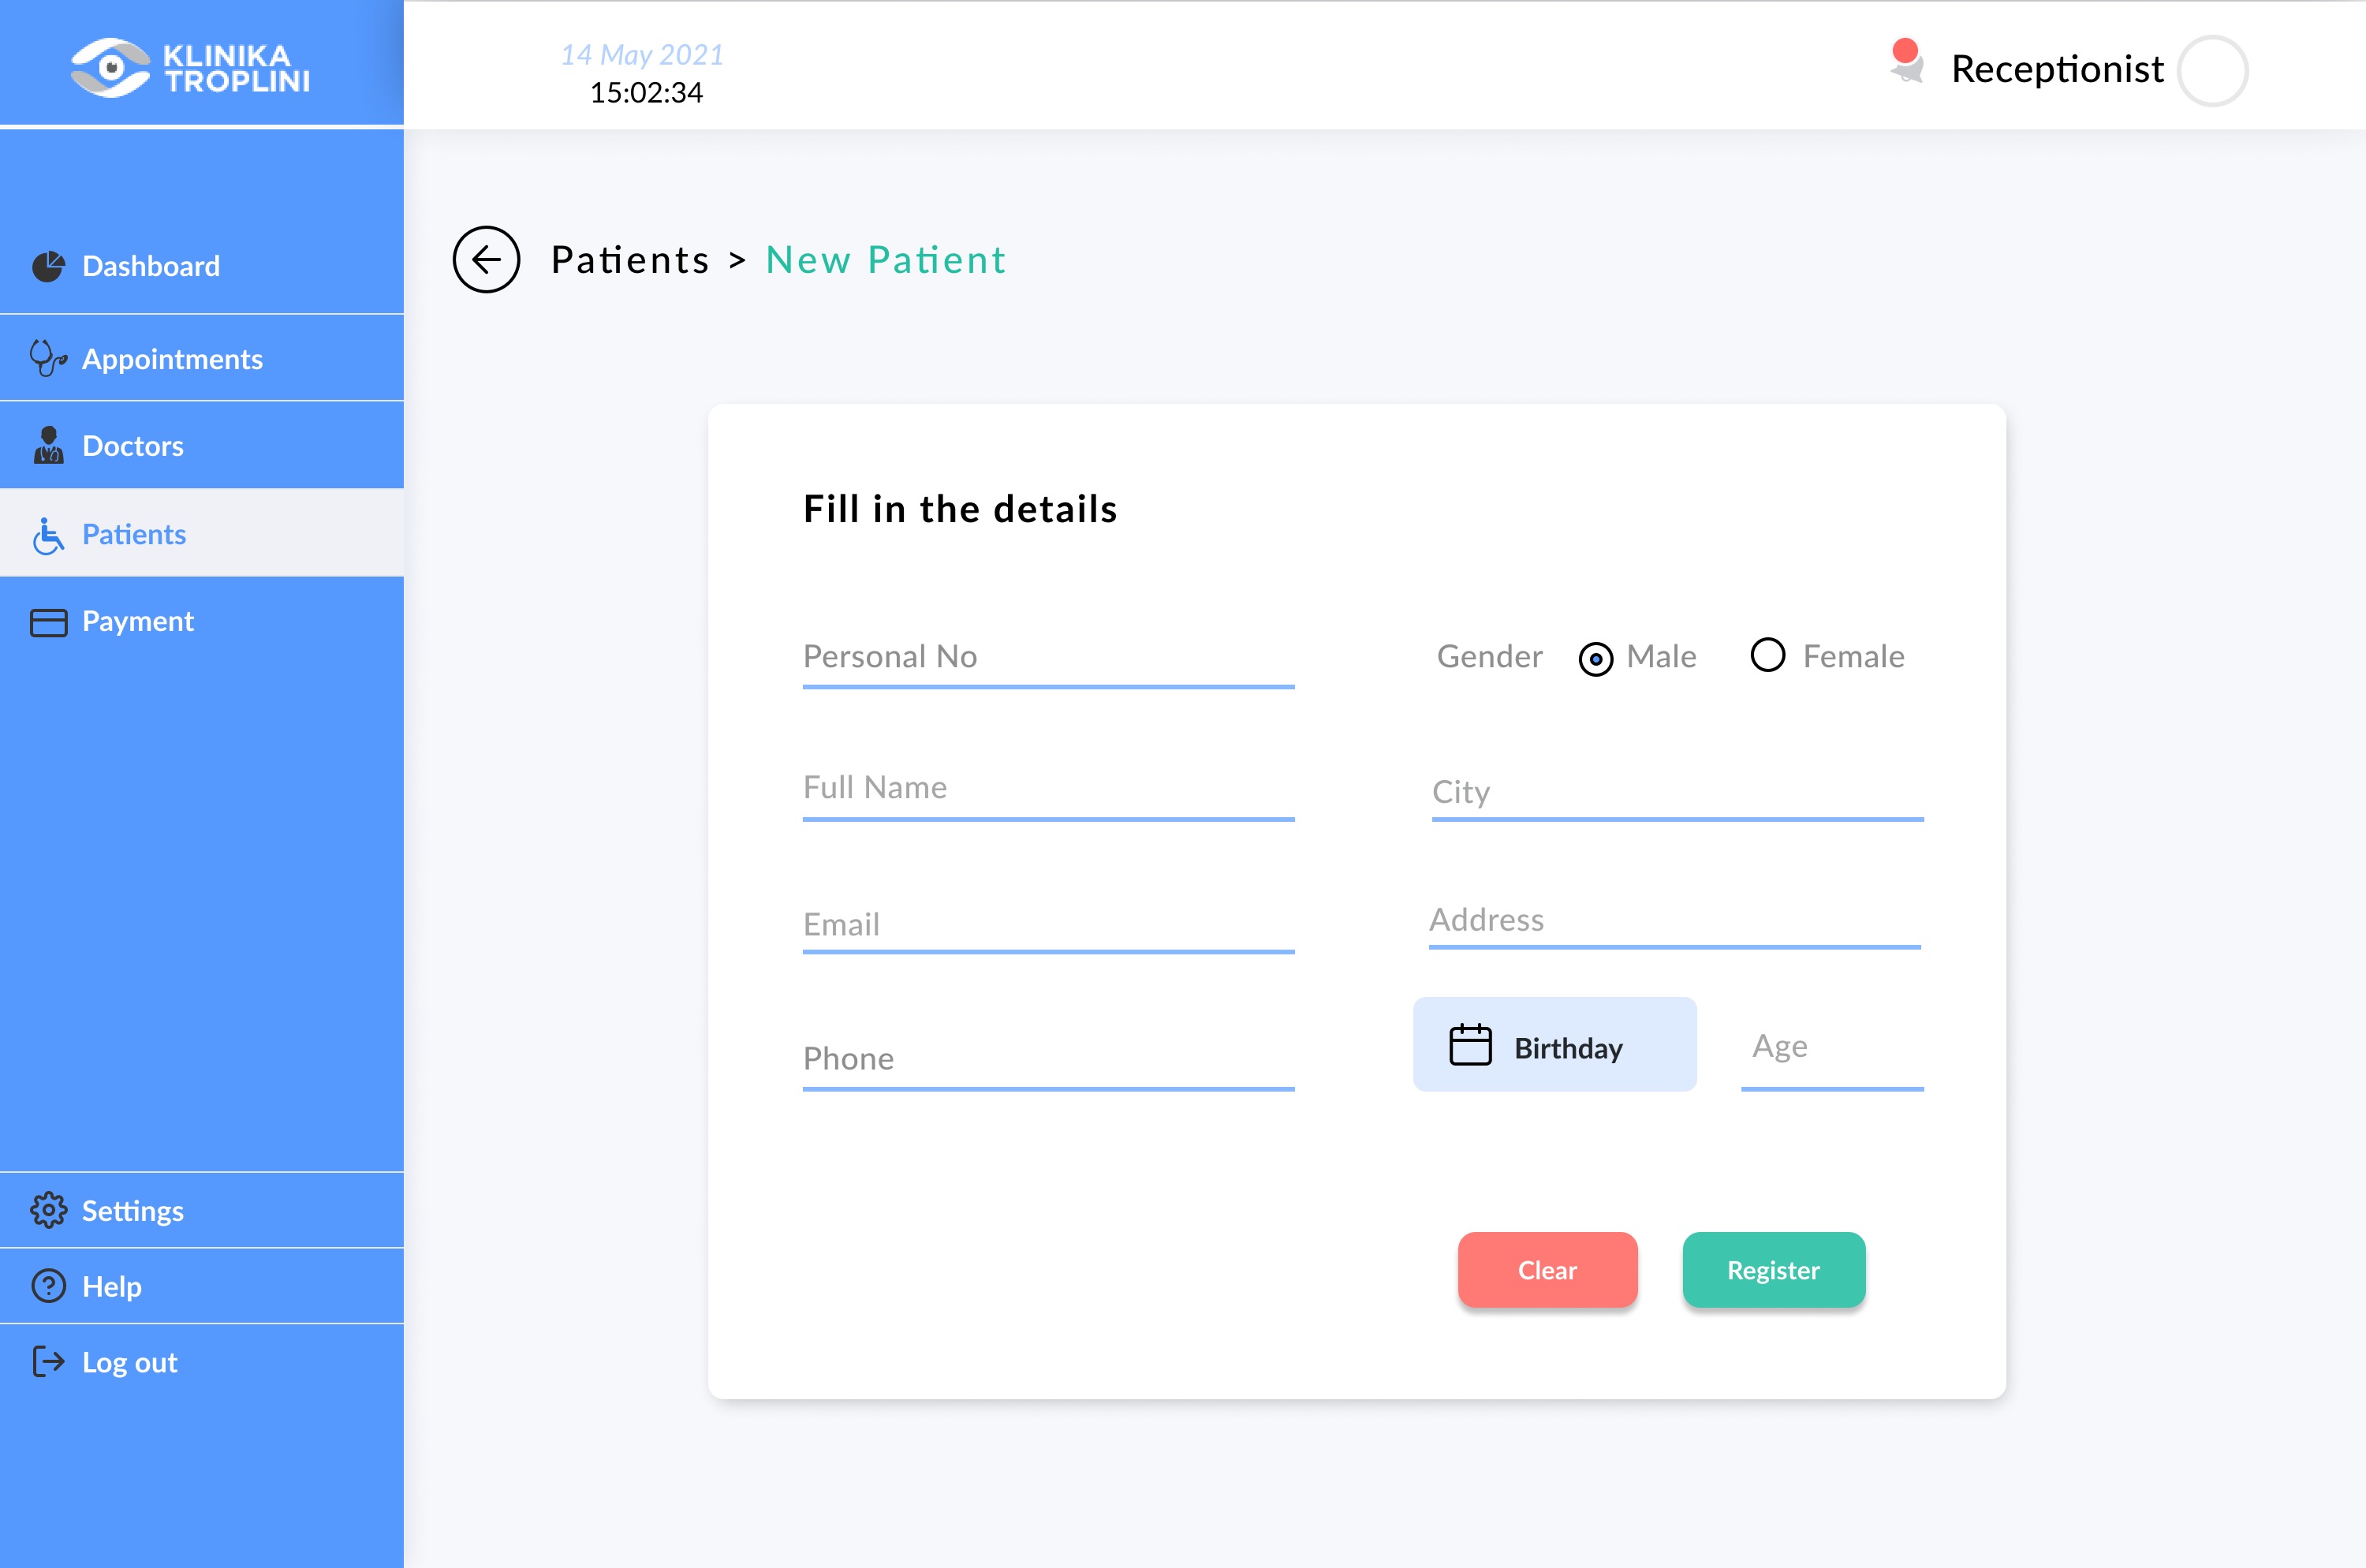 KLINIKA
TROPLINI
14 May 2021
15:02:34
Receptionist
Dashboard
Appointments
Doctors
Patients
Payment
Settings
Help
Log out
Patients > New Patient
Fill in the details
Personal No
Gender Male Female
Full Name
City
Email
Address
Phone
Birthday
Age
Clear
Register